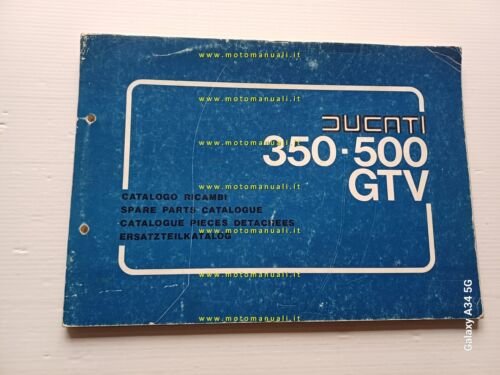 www.motomanuali.it
www.motomanuali.it
www.motomanuali.it
DUCATI
350·500
GTV
CATALOGO RICAMBI
SPARE PARTS CATALOGUE
CATALOGUE PIECES DETACHEES
ERSATZTEILKATALOG
www.motomanuali.it
www.motomanuali.it
www.motomanuali.it
www.motomanuali.it
Galaxy A34 5G